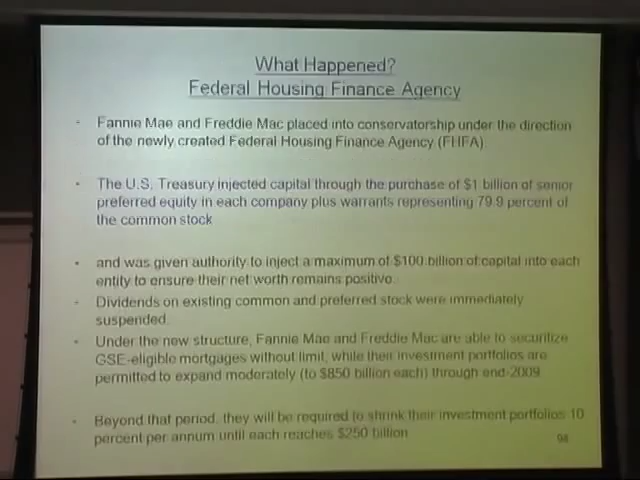 What Happened?
Federal Housing Finance Agency
- Fannie Mae and Freddie Mac placed into conservatorship under the direction
of the newly created Federal Housing Finance Agency (FHFA).
- The U.S. Treasury injected capital through the purchase of $1 billion of senior
preferred equity in each company plus warrants representing 79.9 percent of
the common stock
- and was given authority to inject a maximum of $100 billion of capital into each
entity to ensure their net worth remains positive.
- Dividends on existing common and preferred stock were immediately
suspended.
- Under the new structure, Fannie Mae and Freddie Mac are able to securitize
GSE-eligible mortgages without limit, while their investment portfolios are
permitted to expand moderately (to $850 billion each) through end-2009
- Beyond that period, they will be required to shrink their investment portfolios 10
percent per annum until each reaches $250 billion